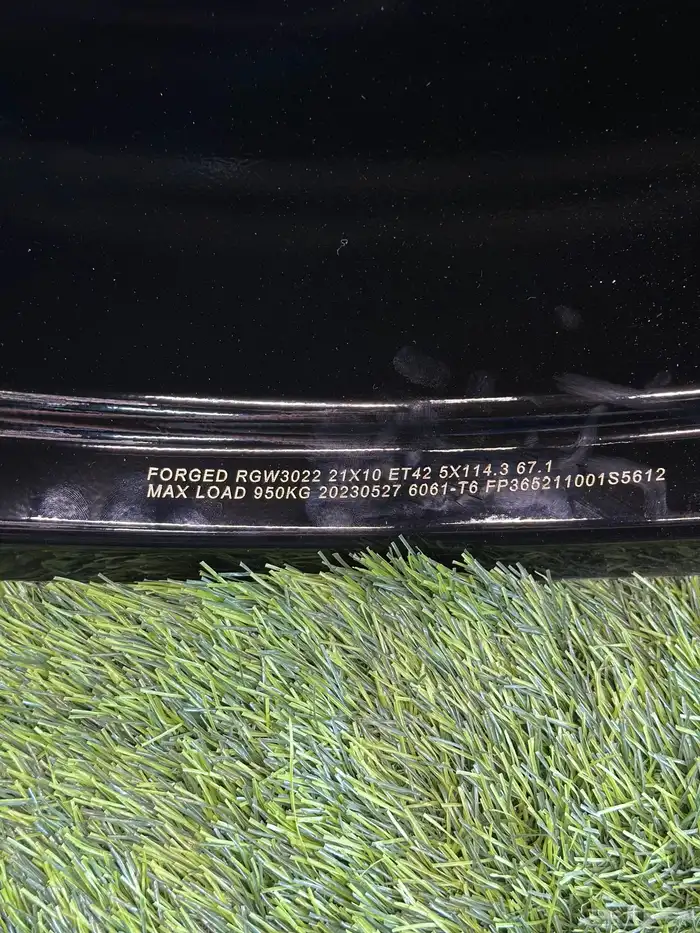 FORGED RGW3022 21X10 ET42 5X114.3 67.1
MAX LOAD 950KG 20230527 6061-T6 FP365211001S5612